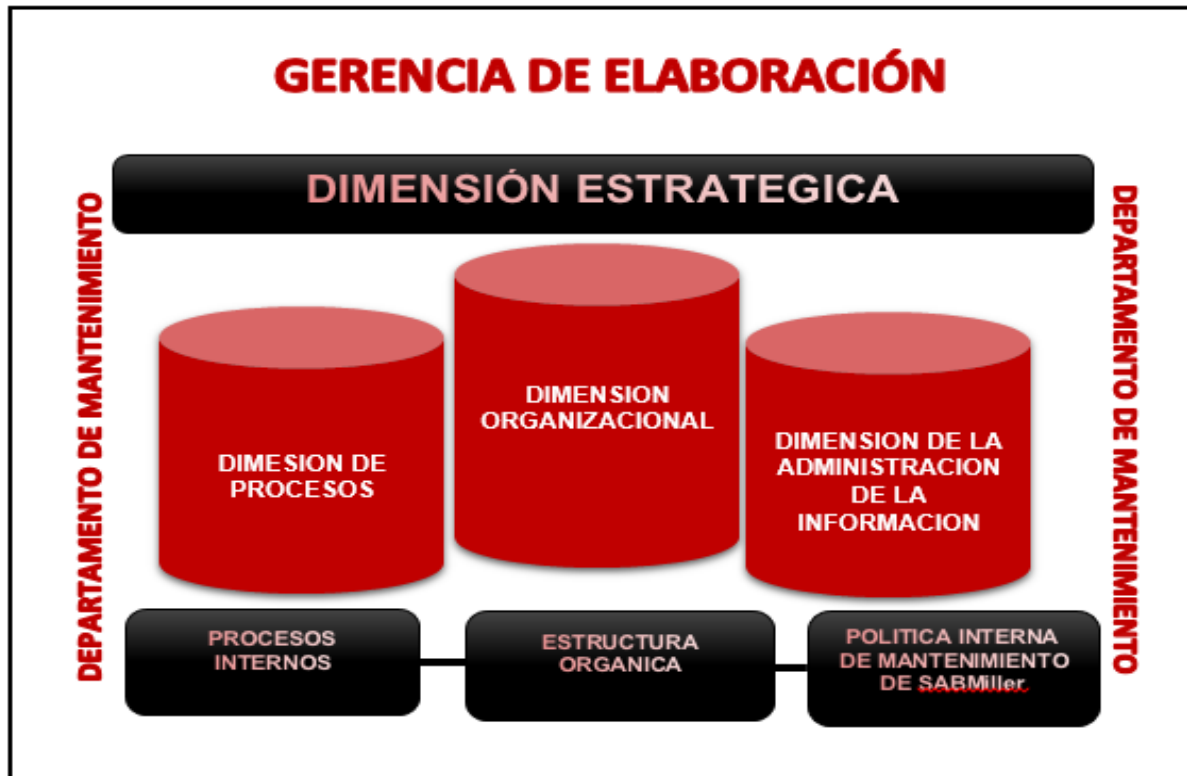 GERENCIA DE ELABORACIÓN
DIMENSIÓN ESTRATEGICA
DEPARTAMENTO DE MANTENIMIENTO
DIMESION DE
PROCESOS
DIMENSION
ORGANIZACIONAL
DIMENSION DE LA
ADMINISTRACION
DE LA
INFORMACION
DEPARTAMENTO DE MANTENIMIENTO
PROCESOS
INTERNOS
ESTRUCTURA
ORGANICA
POLITICA INTERNA
DE MANTENIMIENTO
DE SABMiller